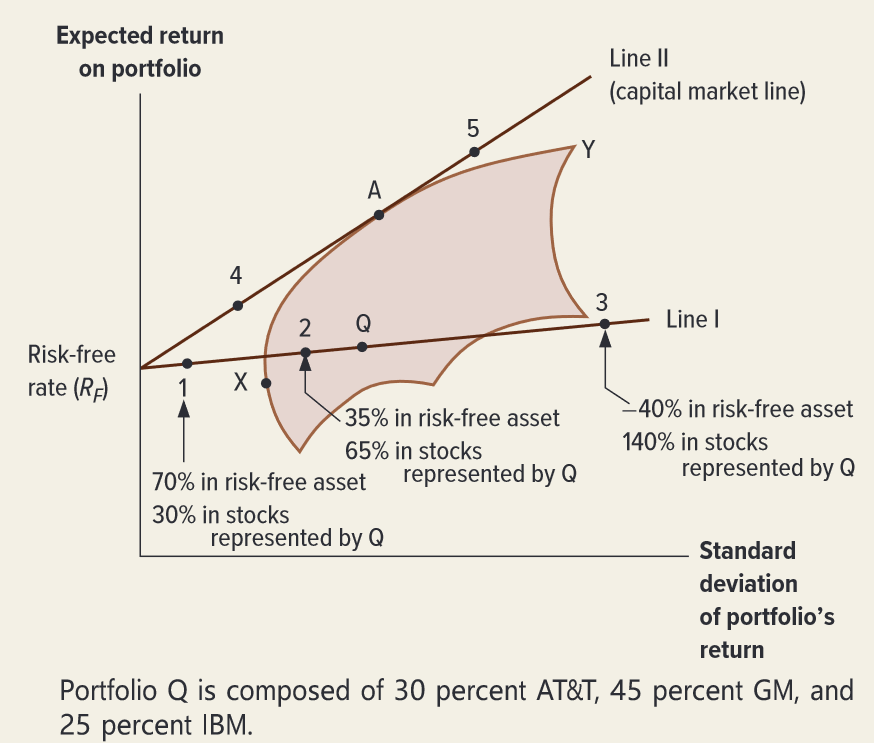 Expected return
on portfolio
Line II
(capital market line)
5
Y
A
4
3
2
Q
Line I
Risk-free
rate (R_F)
1
X
35% in risk-free asset
65% in stocks
represented by Q
–40% in risk-free asset
140% in stocks
represented by Q
70% in risk-free asset
30% in stocks
represented by Q
Standard
deviation
of portfolio's
return
Portfolio Q is composed of 30 percent AT&T, 45 percent GM, and
25 percent IBM.